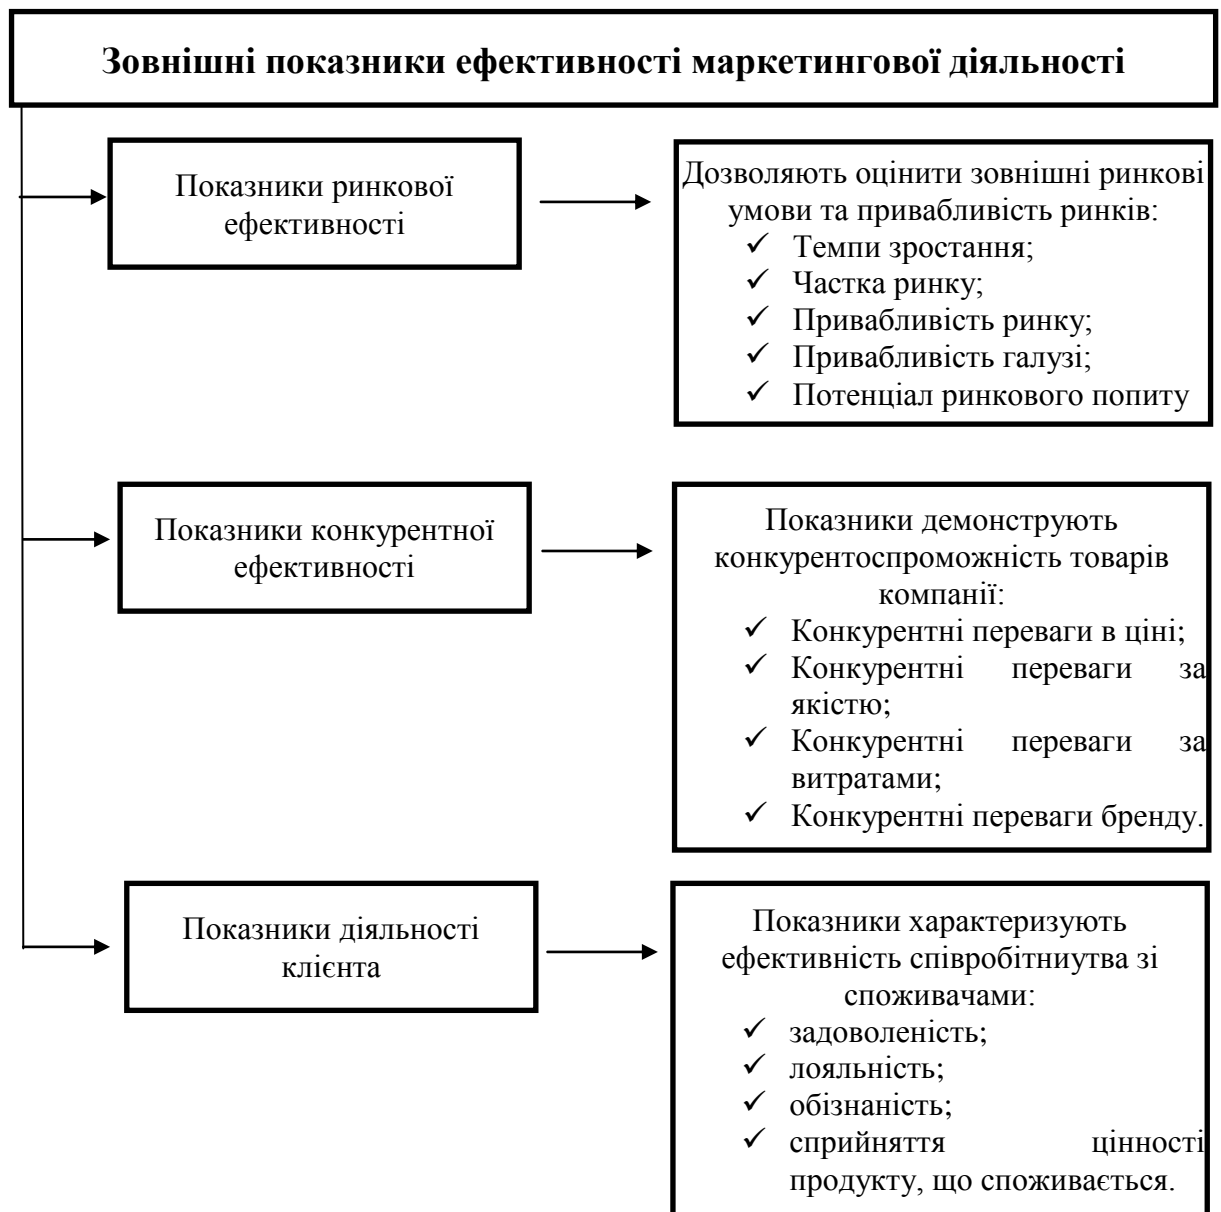 Зовнішні показники ефективності маркетингової діяльності
Показники ринкової
ефективності
Дозволяють оцінити зовнішні ринкові
умови та привабливість ринків:
✓ Темпи зростання;
✓ Частка ринку;
✓ Привабливість ринку;
✓ Привабливість галузі;
✓ Потенціал ринкового попиту
Показники конкурентної
ефективності
Показники демонструють
конкурентоспроможність товарів
компанії:
✓ Конкурентні переваги в ціні;
✓ Конкурентні переваги за
якістю;
✓ Конкурентні переваги за
витратами;
✓ Конкурентні переваги бренду.
Показники діяльності
клієнта
Показники характеризують
ефективність співробітниутва зі
споживачами:
✓ задоволеність;
✓ лояльність;
✓ обізнаність;
✓ сприйняття цінності
продукту, що споживається.